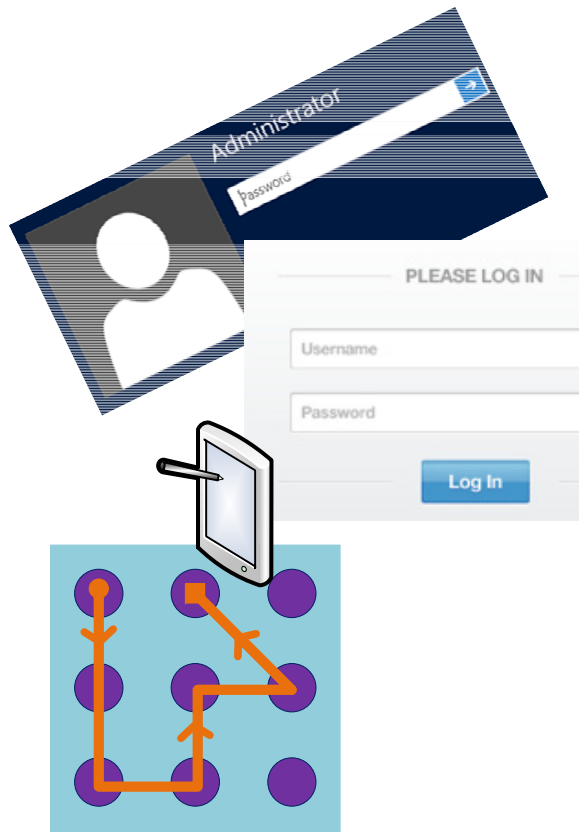 Administrator
Password
PLEASE LOG IN
Username
Password
Log In